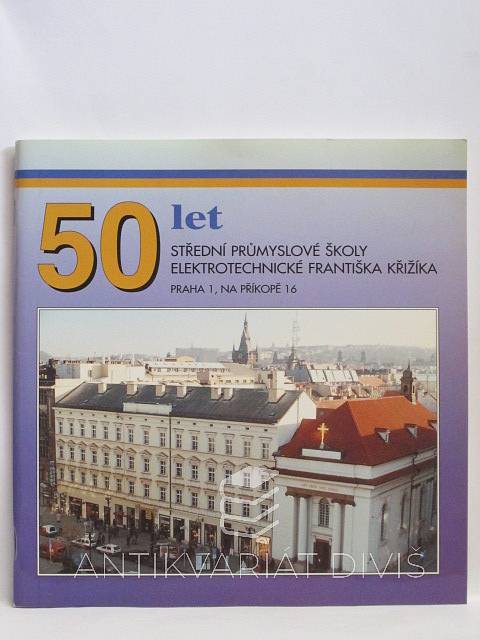 50 let
STŘEDNÍ PRŮMYSLOVÉ ŠKOLY
ELEKTROTECHNICKÉ FRANTIŠKA KŘIŽÍKA
PRAHA 1, NA PŘÍKOPĚ 16
ANTIKVARIÁT DIVIŠ